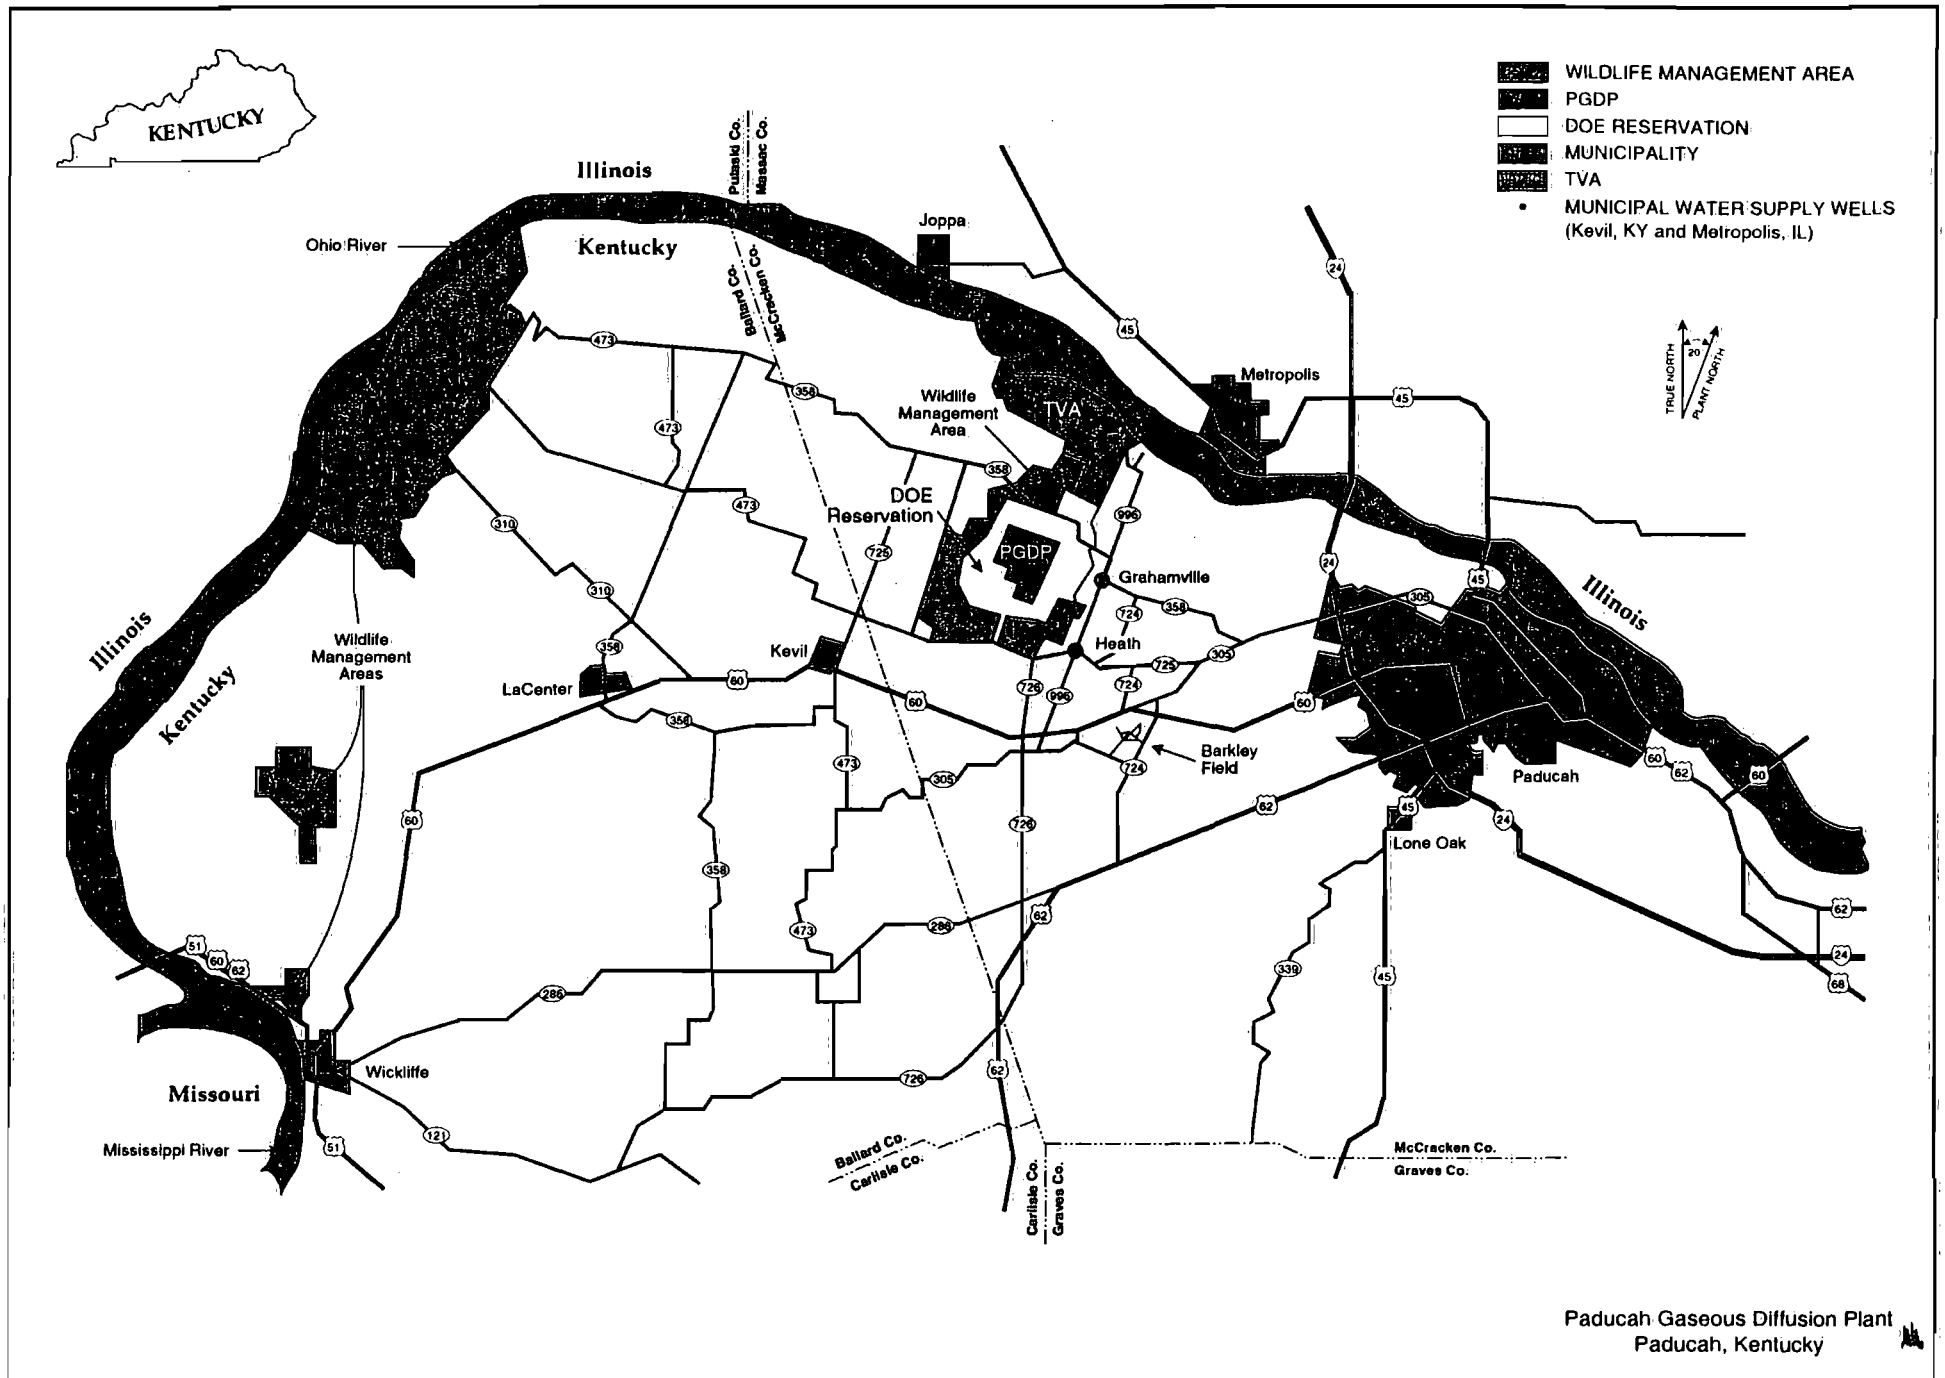 KENTUCKY
WILDLIFE MANAGEMENT AREA
PGDP
DOE RESERVATION
MUNICIPALITY
TVA
MUNICIPAL WATER SUPPLY WELLS
(Kevil, KY and Metropolis, IL)
Pulaski Co.
Massac Co.
Illinois
Kentucky
Ohio River
Joppa
24
Ballard Co.
McCracken Co.
45
TRUE NORTH
20
PLANT NORTH
473
358
Metropolis
45
Wildlife
Management
Area
TVA
473
358
DOE
Reservation
473
310
996
725
PGDP
24
Grahamville
45
Illinois
310
358
305
724
Illinois
Kentucky
Wildlife
Management
Areas
358
Kevil
Heath
305
725
LaCenter
60
726
996
724
60
60
358
Barkley
Field
473
305
724
Paducah
60
62
60
60
726
62
45
24
Lone Oak
358
62
62
286
473
51
60
62
339
45
24
68
286
Wickliffe
62
726
Missouri
121
51
Mississippi River
Ballard Co.
Carlisle Co.
McCracken Co.
Graves Co.
Carlisle Co.
Graves Co.
Paducah Gaseous Diffusion Plant
Paducah, Kentucky